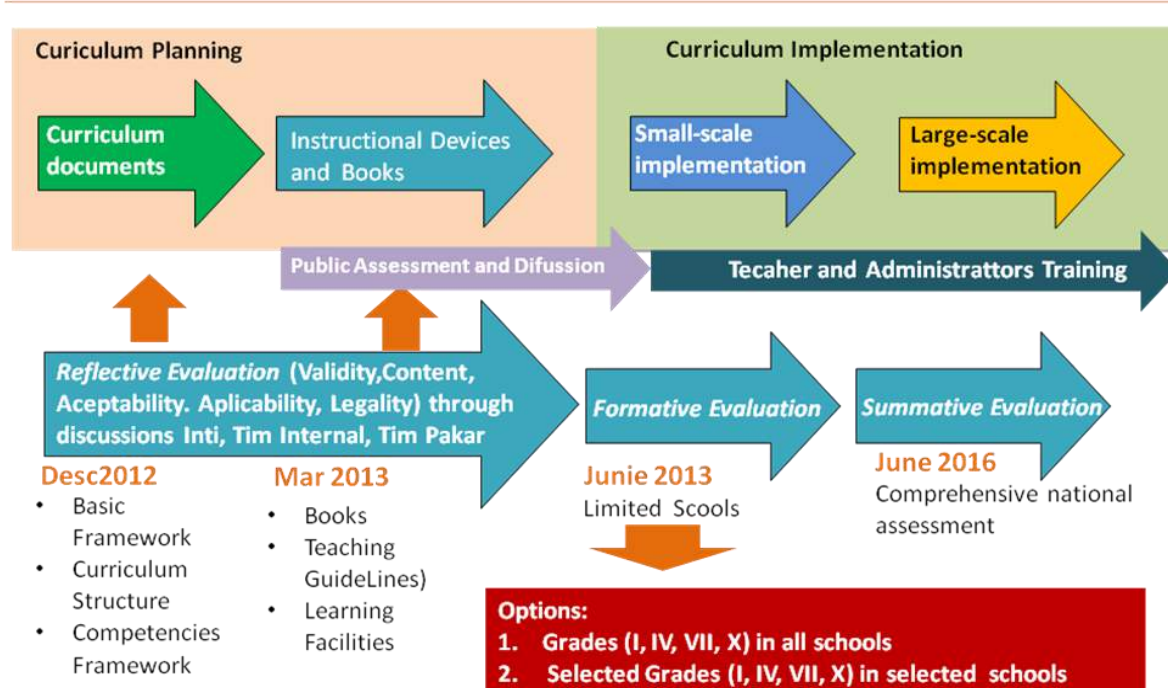 Curiculum Planning
Curriculum Implementation
Curriculum
documents
Instructional Devices
and Books
Small-scale
implementation
Large-scale
implementation
Public Assessment and Difussion
Tecaher and Administrattors Training
Reflective Evaluation (Validity,Content,
Aceptability. Aplicability, Legality) through
discussions Inti, Tim Internal, Tim Pakar
Formative Evaluation
Summative Evaluation
Desc2012
• Basic
Framework
• Curriculum
Structure
• Competencies
Framework
Mar 2013
• Books
• Teaching
GuideLines)
• Learning
Facilities
Junie 2013
Limited Scools
June 2016
Comprehensive national
assessment
Options:
1. Grades (I, IV, VII, X) in all schools
2. Selected Grades (I, IV, VII, X) in selected schools